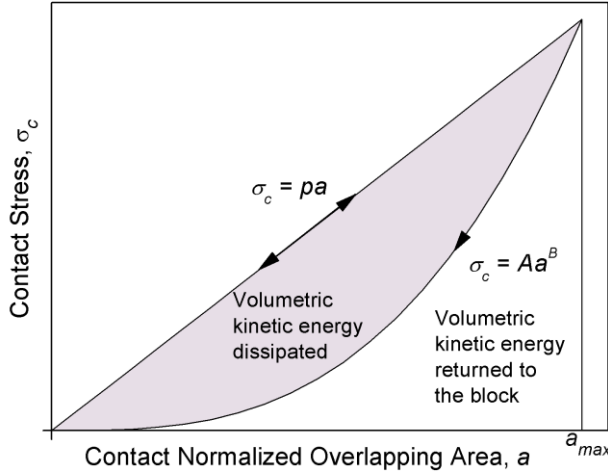 Contact Stress, σc
σc = pa
σc = Aa^B
Volumetric
kinetic energy
dissipated
Volumetric
kinetic energy
returned to
the block
Contact Normalized Overlapping Area, a
amax